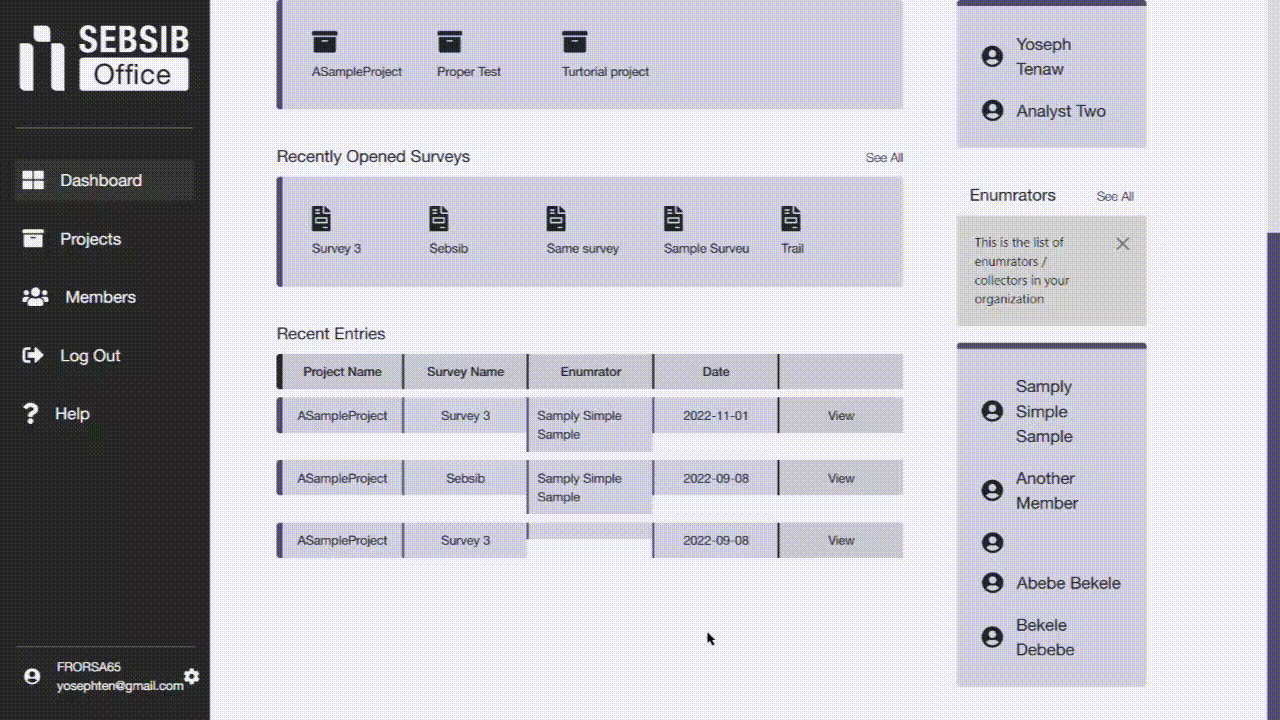 SEBSIB
Office
Dashboard
Projects
Members
Log Out
Help
FRORSA65
yosephten@gmail.com
ASampleProject
Proper Test
Turtorial project
Recently Opened Surveys
See All
Survey 3
Sebsib
Same survey
Sample Surveu
Trail
Recent Entries
Project Name Survey Name Enumrator Date
ASampleProject Survey 3 Samply Simple 2022-11-01 View
Sample
ASampleProject Sebsib Samply Simple 2022-09-08 View
Sample
ASampleProject Survey 3 2022-09-08 View
Yoseph
Tenaw
Analyst Two
Enumrators
See All
This is the list of
enumrators /
collectors in your
organization
Samply
Simple
Sample
Another
Member
Abebe Bekele
Bekele
Debebe